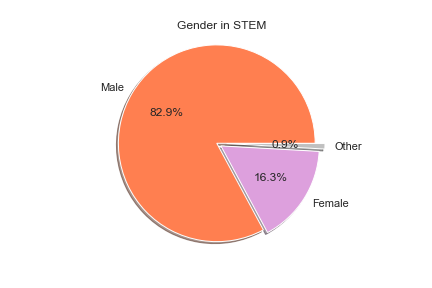 Gender in STEM
Male
82.9%
0.9%
Other
16.3%
Female